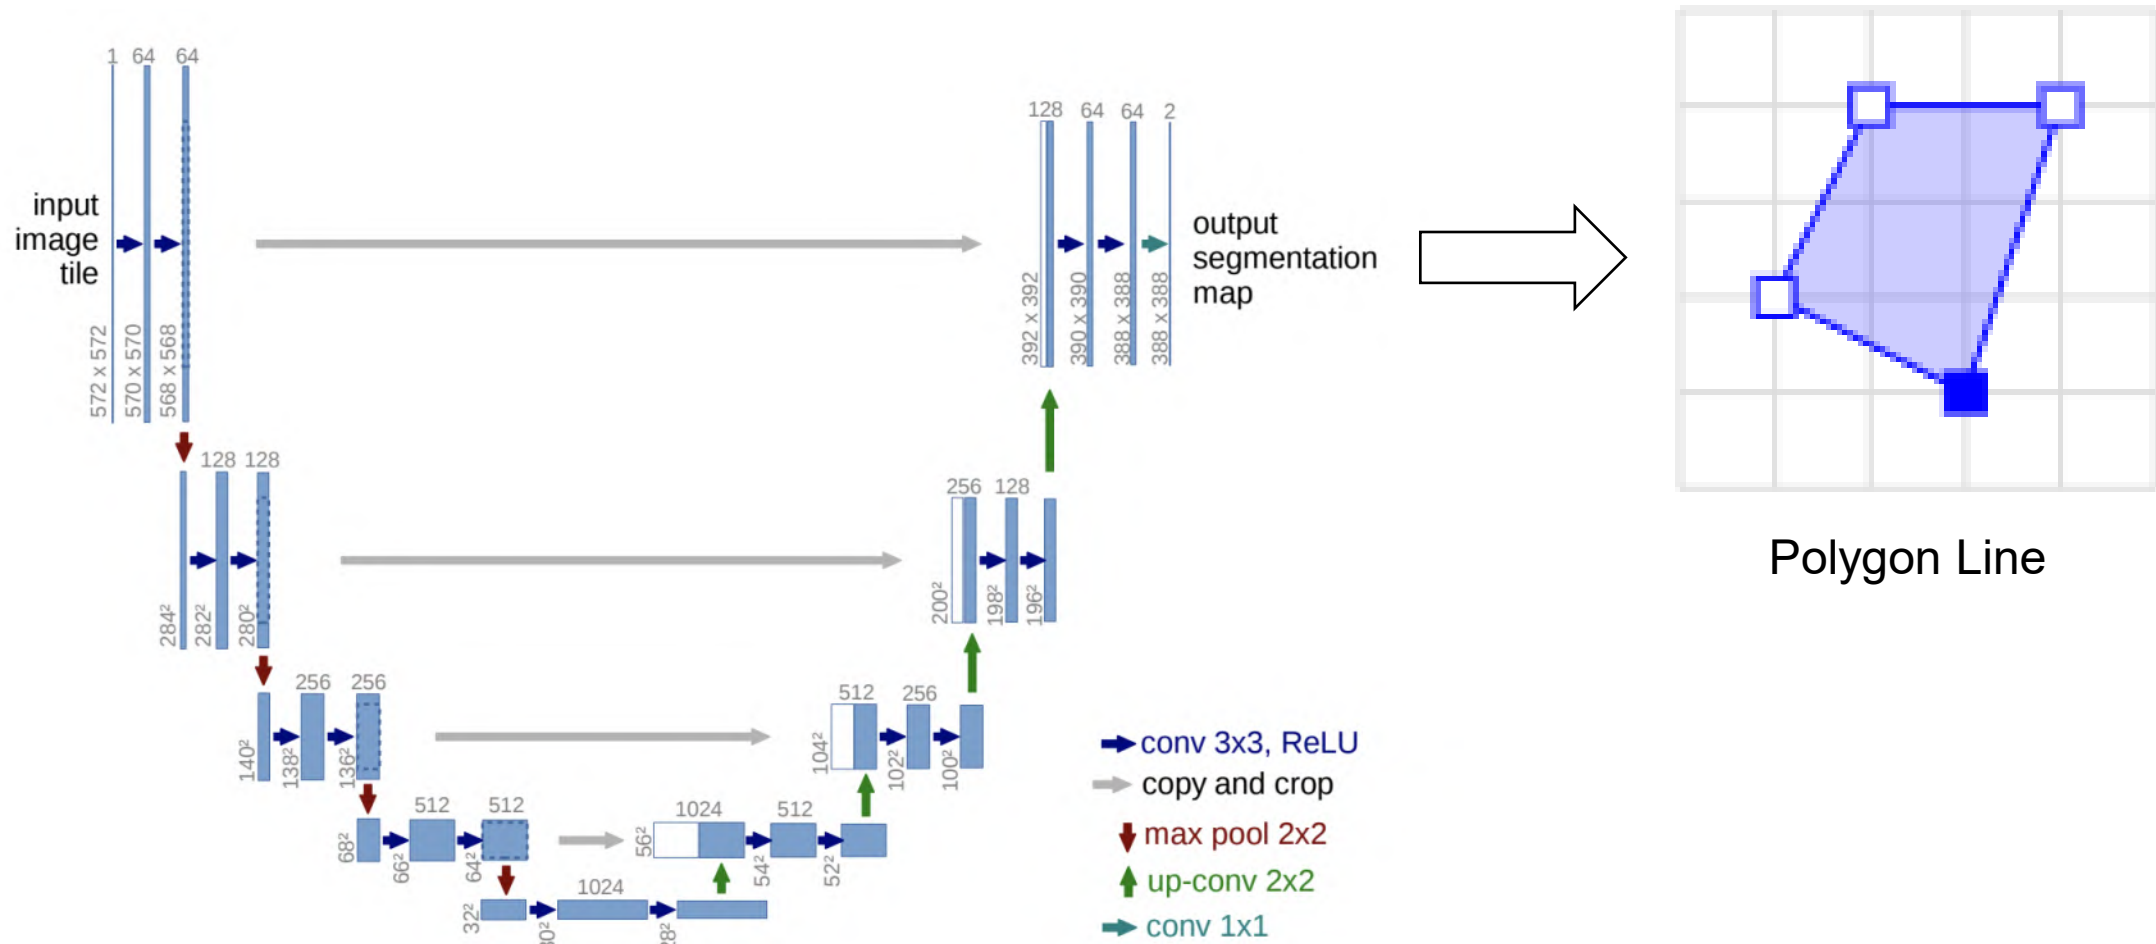 1 64 64
input
image
tile
572 x 572
570 x 570
568 x 568
128 64 64 2
392 x 392
390 x 390
388 x 388
388 x 388
output
segmentation
map
Polygon Line
128 128
284²
282²
280²
256 128
200²
198²
196²
256 256
140²
138²
136²
512 256
104²
102²
100²
512 512
68²
66²
64²
1024 512
56²
54²
52²
1024
32²
conv 3x3, ReLU
copy and crop
max pool 2x2
up-conv 2x2
conv 1x1